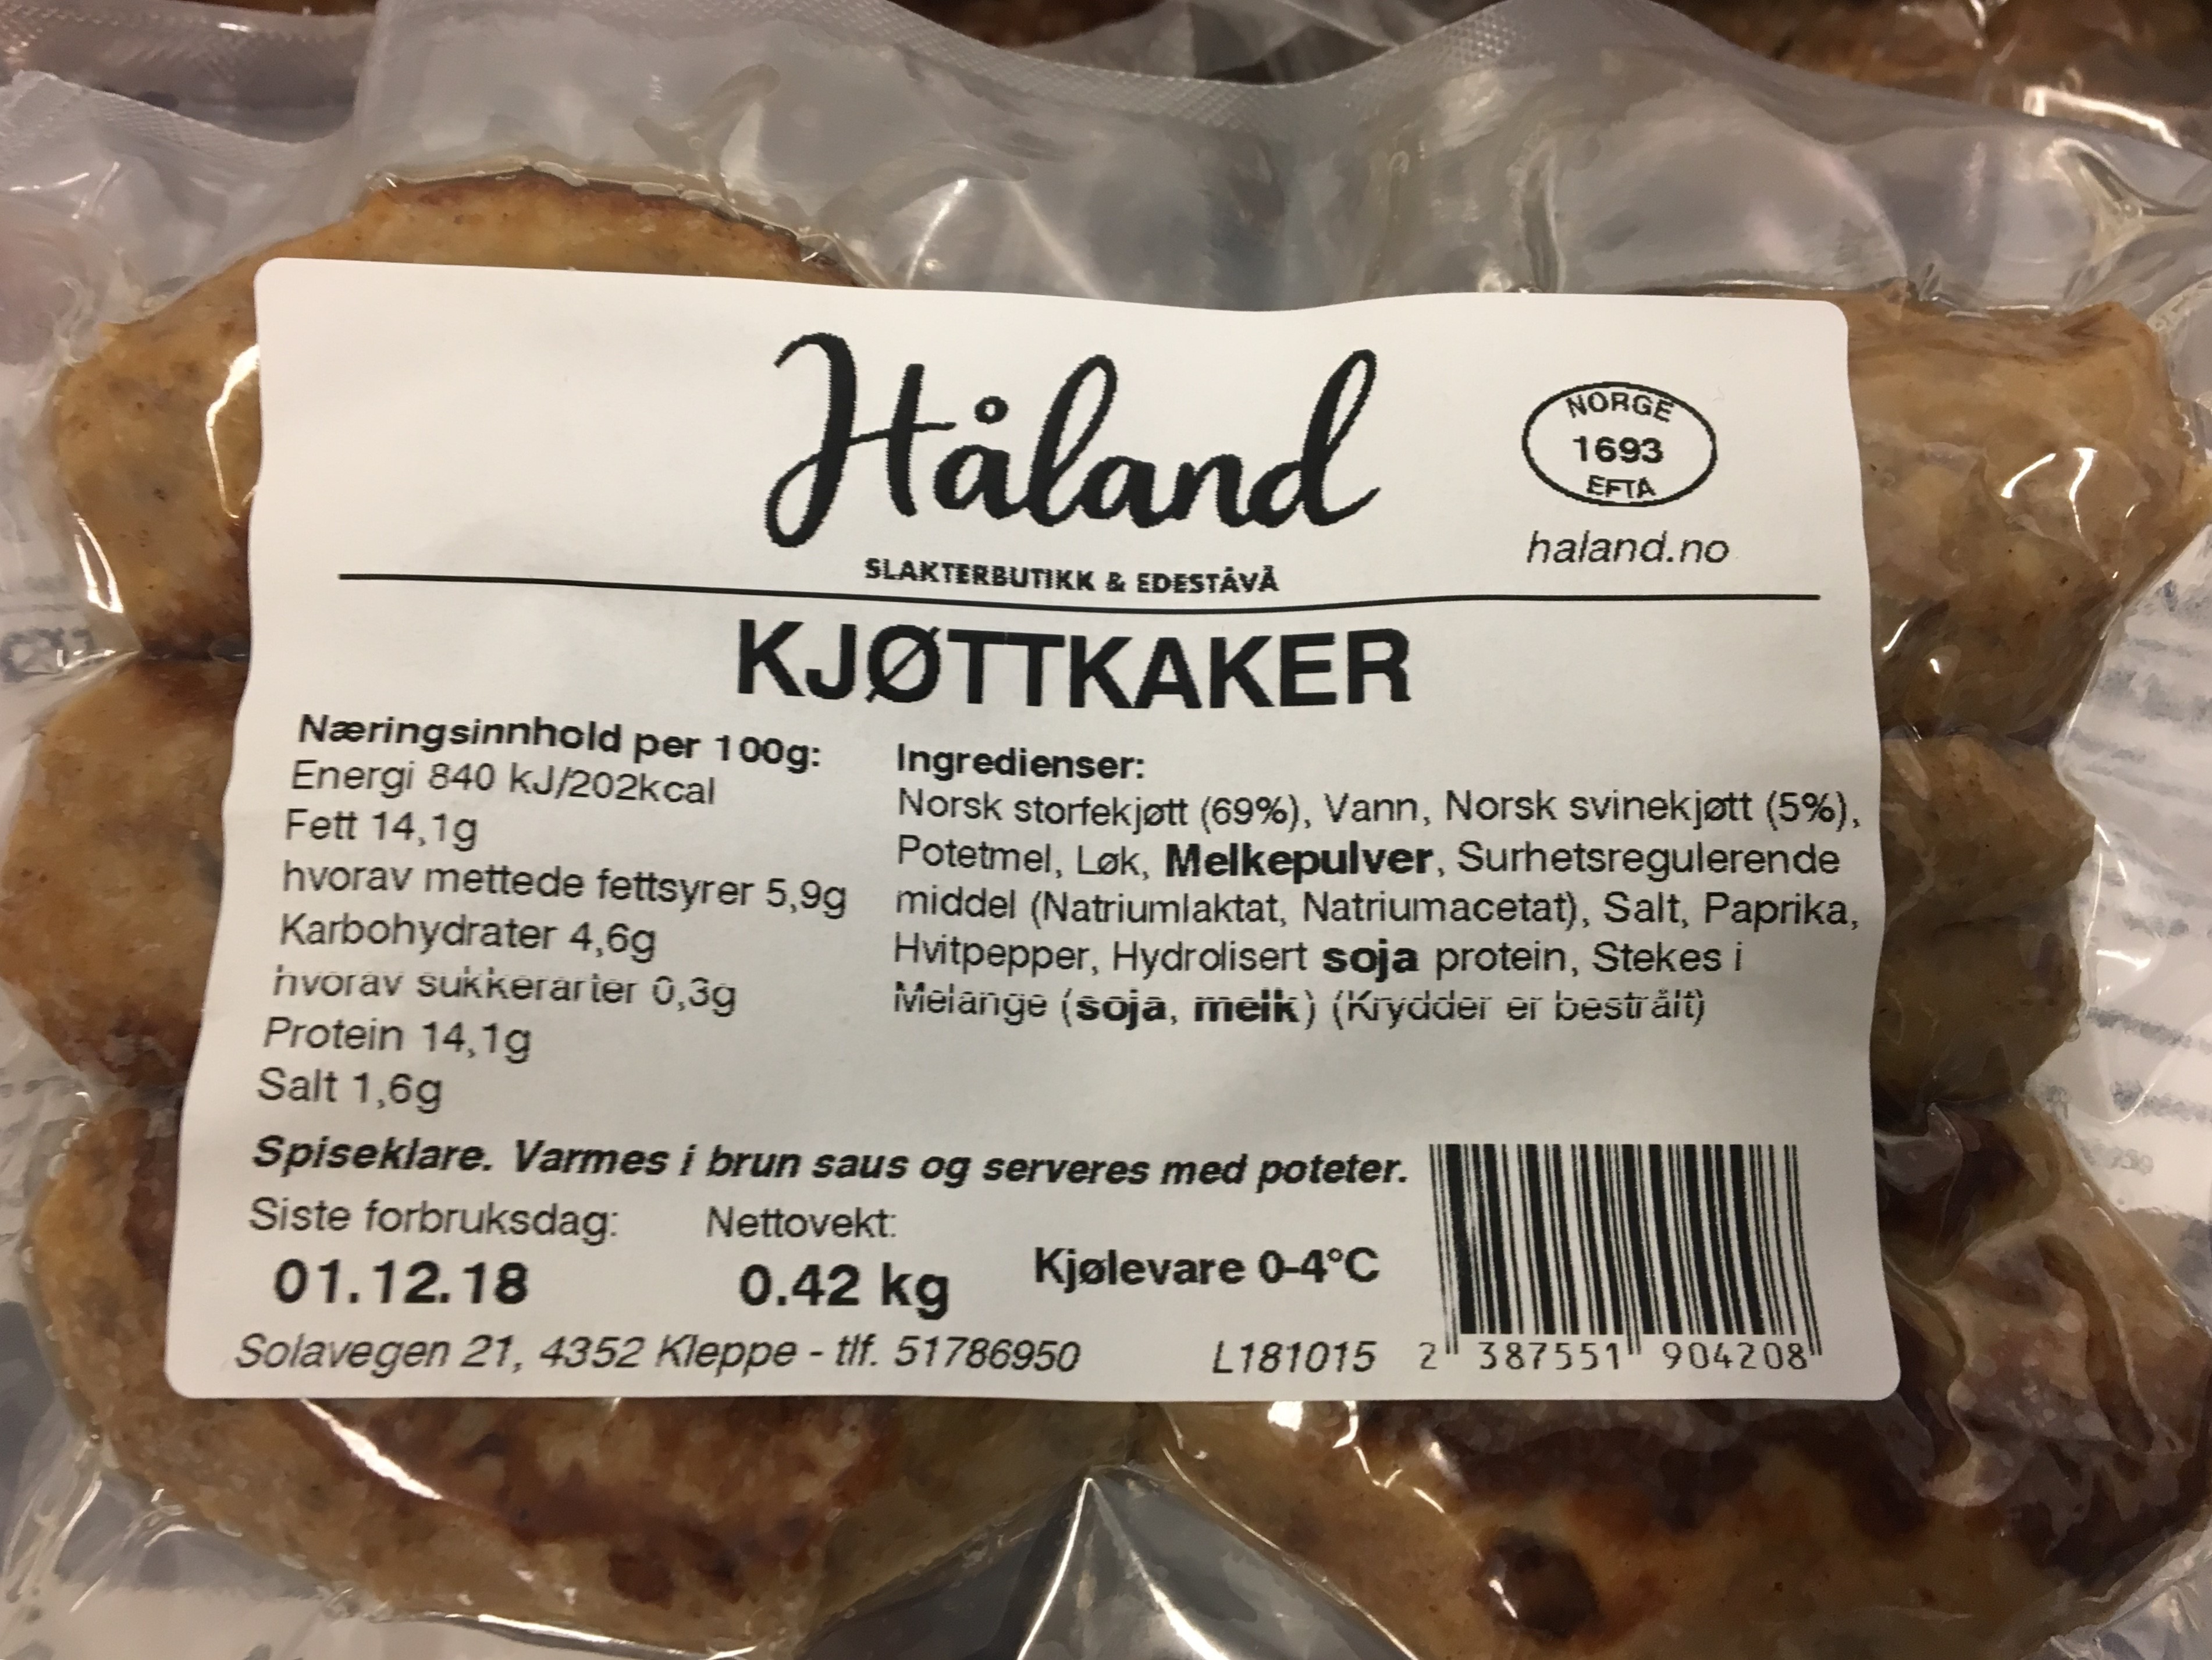 Håland
SLAKTERBUTIKK & EDESTÅVÅ
NORGE
1693
EFTA
haland.no
KJØTTKAKER
Næringsinnhold per 100g:
Energi 840 kJ/202kcal
Fett 14,1g
hvorav mettede fettsyrer 5,9g
Karbohydrater 4,6g
hvorav sukkerarter 0,3g
Protein 14,1g
Salt 1,6g
Ingredienser:
Norsk storfekjøtt (69%), Vann, Norsk svinekjøtt (5%),
Potetmel, Løk, Melkepulver, Surhetsregulerende
middel (Natriumlaktat, Natriumacetat), Salt, Paprika,
Hvitpepper, Hydrolisert soja protein, Stekes i
Melange (soja, melk) (Krydder er bestrålt)
Spiseklare. Varmes i brun saus og serveres med poteter.
Siste forbruksdag: Nettovekt:
01.12.18 0.42 kg Kjølevare 0-4°C
Solavegen 21, 4352 Kleppe - tlf. 51786950 L181015 2 387551 904208